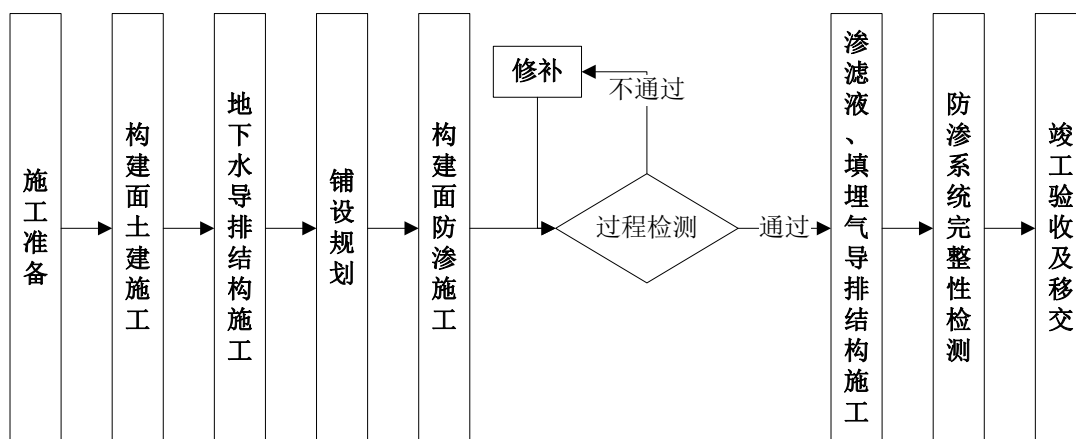 施工准备
构建面土建施工
地下水导排结构施工
铺设规划
构建面防渗施工
修补
不通过
过程检测
通过
渗滤液、填埋气导排结构施工
防渗系统完整性检测
竣工验收及移交